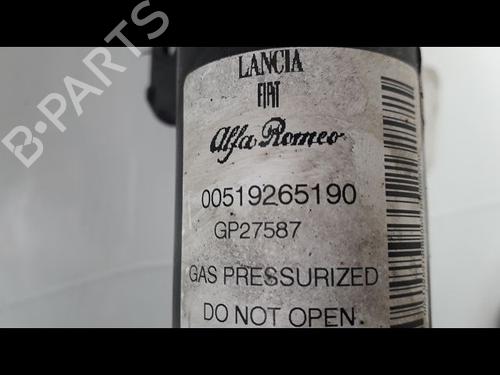 B-PARTS
LANCIA
FIAT
Alfa Romeo
00519265190
GP27587
GAS PRESSURIZED
DO NOT OPEN